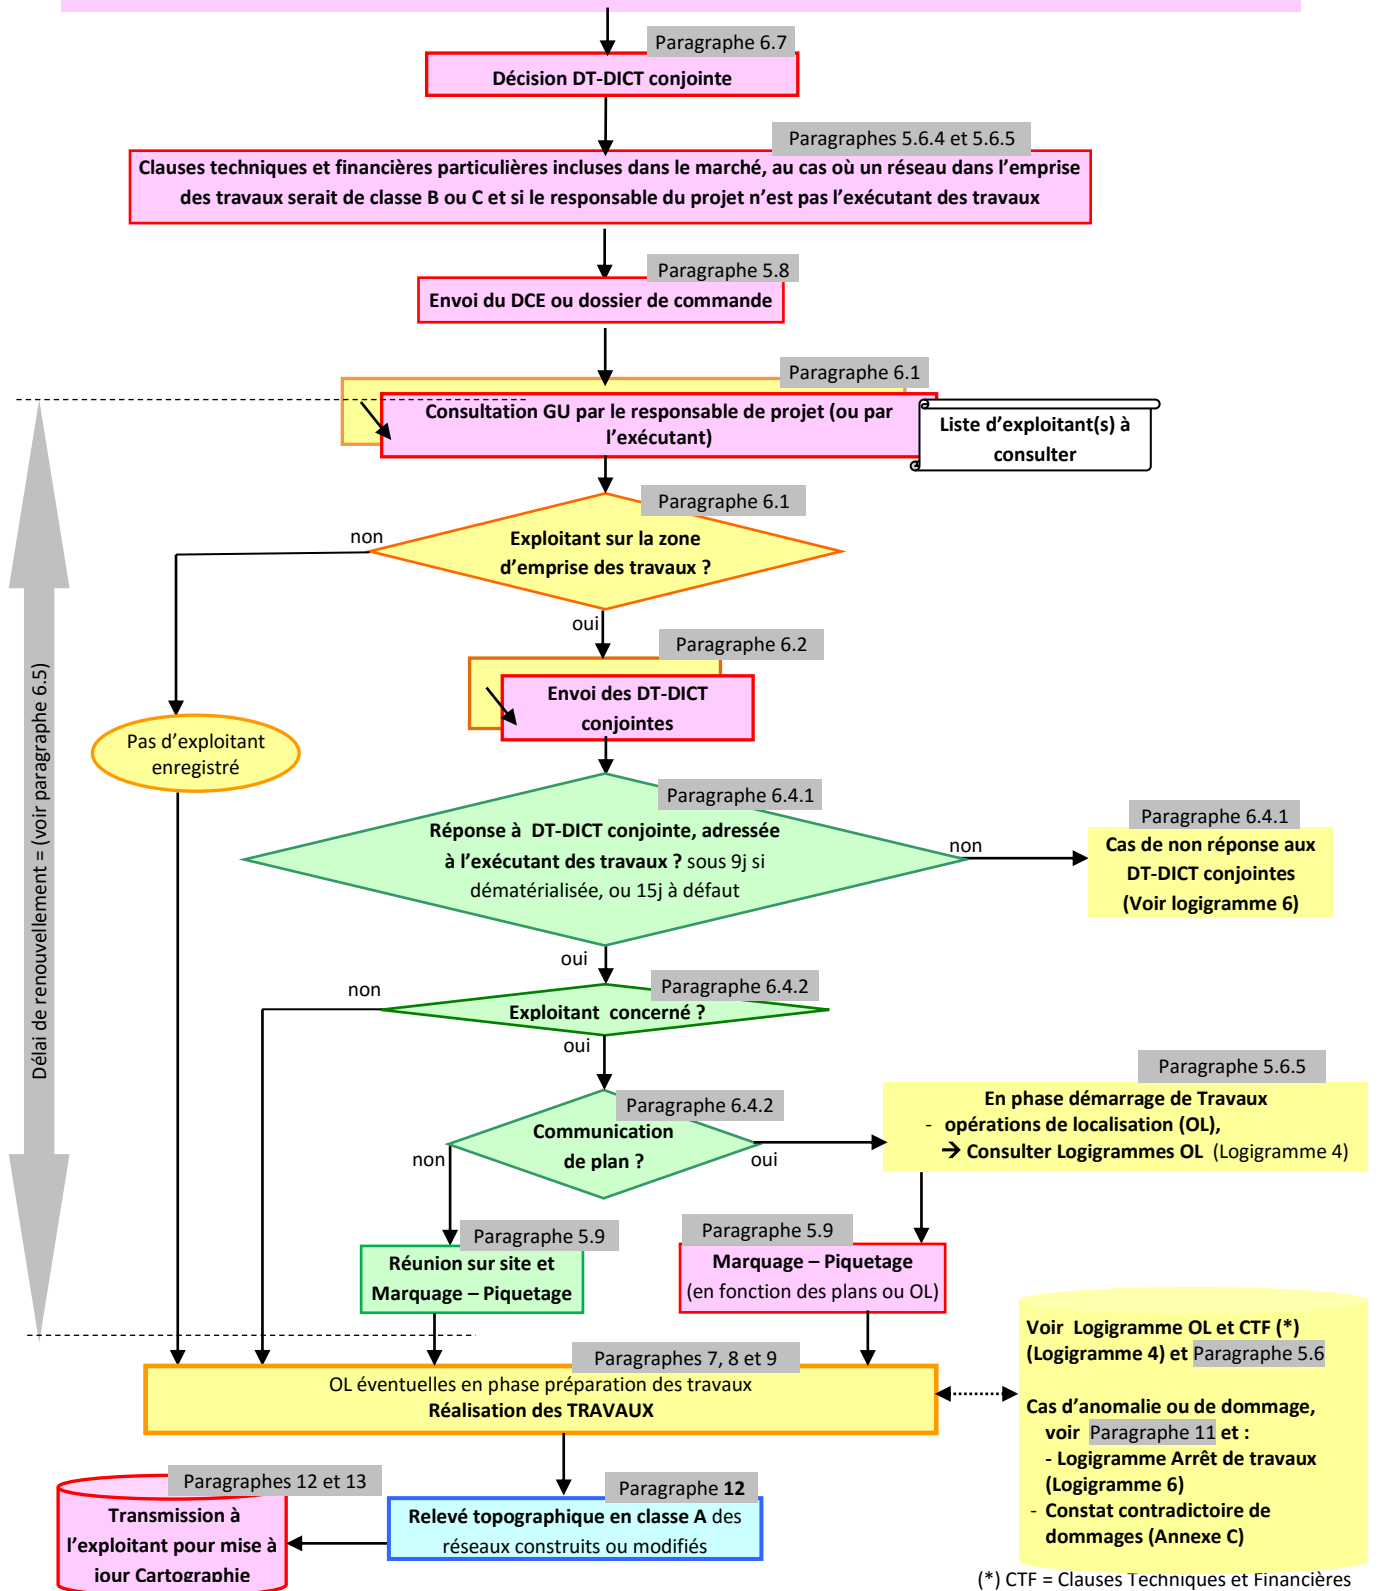 Paragraphe 6.7
Décision DT-DICT conjointe
Paragraphes 5.6.4 et 5.6.5
Clauses techniques et financières particulières incluses dans le marché, au cas où un réseau dans l’emprise
des travaux serait de classe B ou C et si le responsable du projet n’est pas l’exécutant des travaux
Paragraphe 5.8
Envoi du DCE ou dossier de commande
Paragraphe 6.1
Consultation GU par le responsable de projet (ou par
l’exécutant)
Liste d’exploitant(s) à
consulter
Paragraphe 6.1
non
Exploitant sur la zone
d’emprise des travaux ?
oui
Paragraphe 6.2
Envoi des DT-DICT
conjointes
Délai de renouvellement = (voir paragraphe 6.5)
Pas d’exploitant
enregistré
Paragraphe 6.4.1
Réponse à DT-DICT conjointe, adressée
à l’exécutant des travaux ? sous 9j si
dématérialisée, ou 15j à défaut
non
Paragraphe 6.4.1
Cas de non réponse aux
DT-DICT conjointes
(Voir logigramme 6)
oui
Paragraphe 6.4.2
non
Exploitant concerné ?
oui
Paragraphe 5.6.5
En phase démarrage de Travaux
- opérations de localisation (OL),
→ Consulter Logigrammes OL (Logigramme 4)
Paragraphe 6.4.2
Communication
de plan ?
non
oui
Paragraphe 5.9
Réunion sur site et
Marquage – Piquetage
Paragraphe 5.9
Marquage – Piquetage
(en fonction des plans ou OL)
Voir Logigramme OL et CTF (*)
(Logigramme 4) et Paragraphe 5.6
Cas d’anomalie ou de dommage,
voir Paragraphe 11 et :
- Logigramme Arrêt de travaux
(Logigramme 6)
- Constat contradictoire de
dommages (Annexe C)
Paragraphes 7, 8 et 9
OL éventuelles en phase préparation des travaux
Réalisation des TRAVAUX
Paragraphes 12 et 13
Transmission à
l’exploitant pour mise à
jour Cartographie
Paragraphe 12
Relevé topographique en classe A des
réseaux construits ou modifiés
(*) CTF = Clauses Techniques et Financières